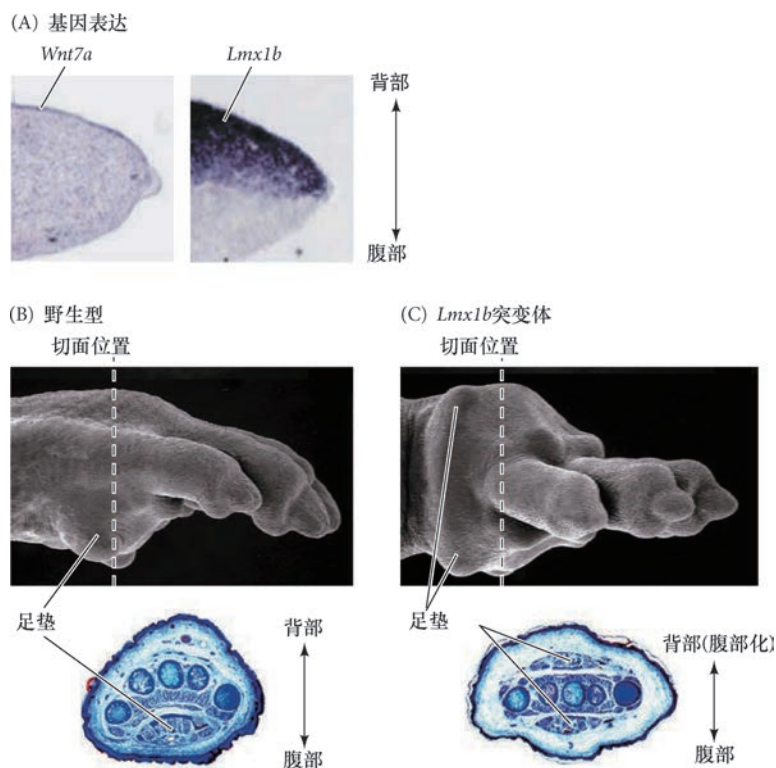 (A) 基因表达
Wnt7a
Lmx1b
背部
腹部
(B) 野生型
切面位置
足垫
背部
腹部
(C) Lmx1b突变体
切面位置
足垫
背部(腹部化)
腹部